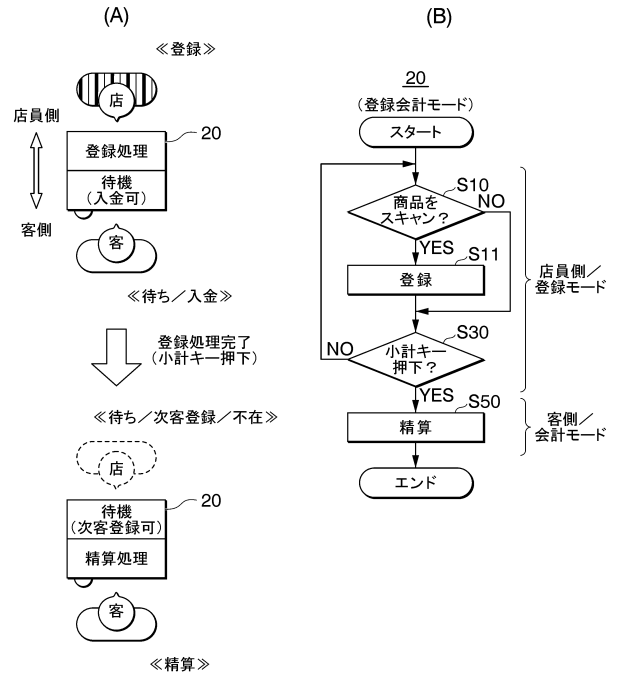 (A)
≪登録≫
店
店員側
20
登録処理
待機
(入金可)
客側
客
≪待ち／入金≫
登録処理完了
(小計キー押下)
≪待ち／次客登録／不在≫
店
20
待機
(次客登録可)
精算処理
客
≪精算≫
(B)
20
(登録会計モード)
スタート
S10
商品を
スキャン？
NO
YES
S11
登録
店員側／
登録モード
S30
NO
小計キー
押下？
YES
S50
精算
客側／
会計モード
エンド